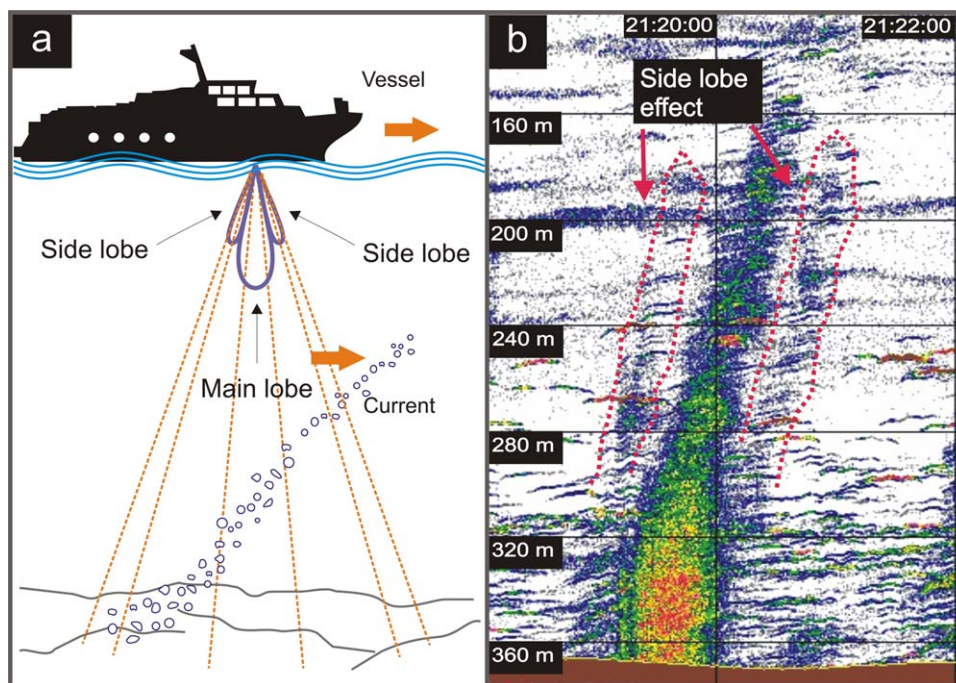 a
Vessel
Side lobe
Side lobe
Main lobe
Current
b
21:20:00
21:22:00
Side lobe
effect
160 m
200 m
240 m
280 m
320 m
360 m